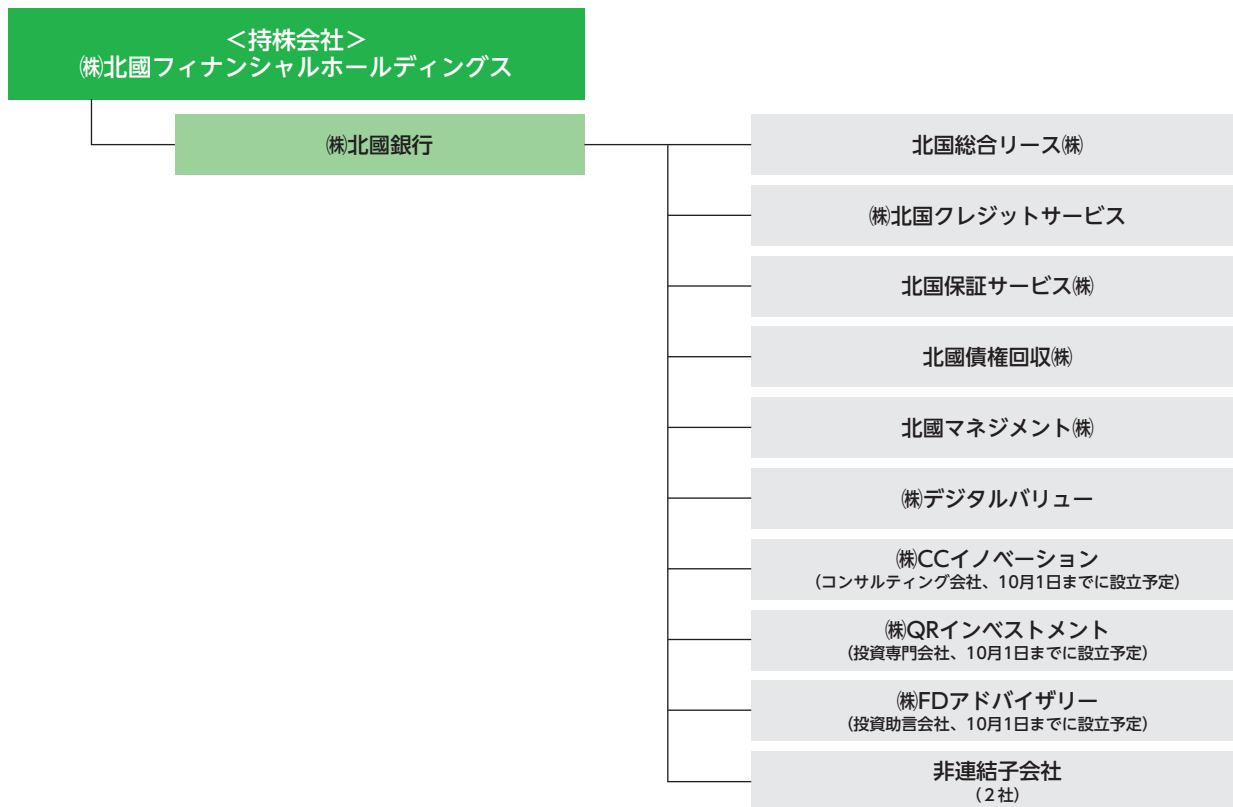 ＜持株会社＞
㈱北國フィナンシャルホールディングス
㈱北國銀行
北国総合リース㈱
㈱北国クレジットサービス
北国保証サービス㈱
北國債権回収㈱
北國マネジメント㈱
㈱デジタルバリュー
㈱CCイノベーション
（コンサルティング会社、10月1日までに設立予定）
㈱QRインベストメント
（投資専門会社、10月1日までに設立予定）
㈱FDアドバイザリー
（投資助言会社、10月1日までに設立予定）
非連結子会社
（２社）